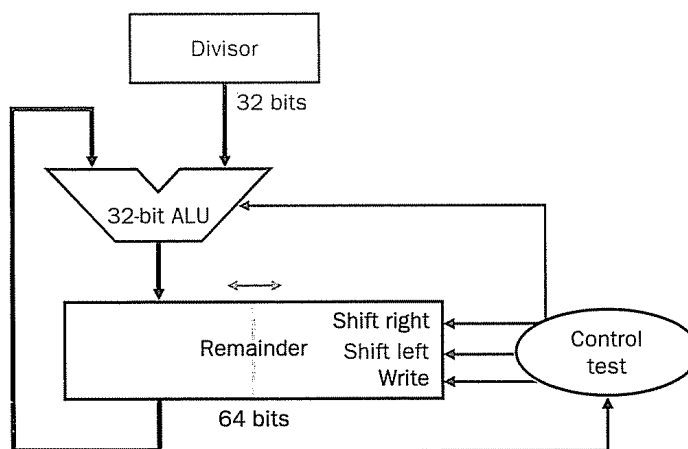 Divisor
32 bits
32-bit ALU
Shift right
Remainder
Shift left
Write
Control
test
64 bits